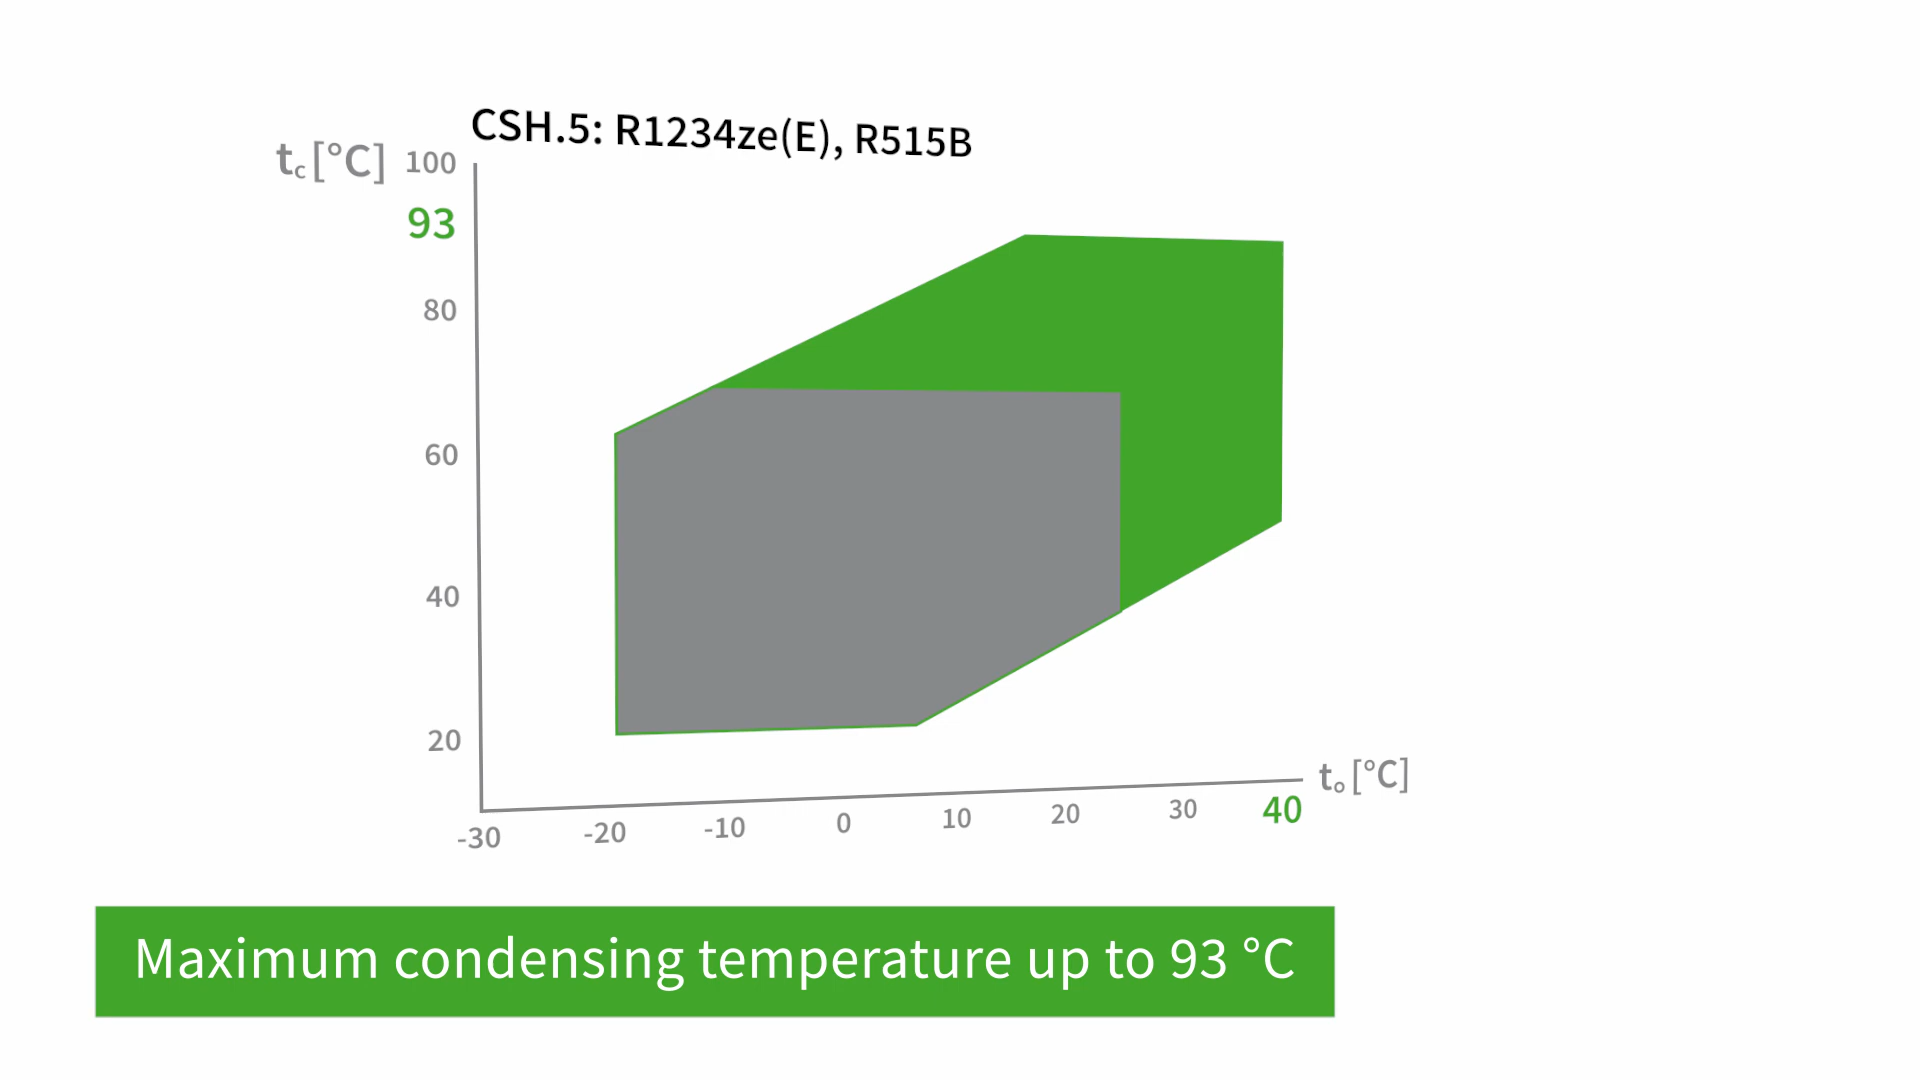 CSH.5: R1234ze(E), R515B
tc [°C]
100
93
80
60
40
20
-30 -20 -10 0 10 20 30 40
to [°C]
Maximum condensing temperature up to 93 °C